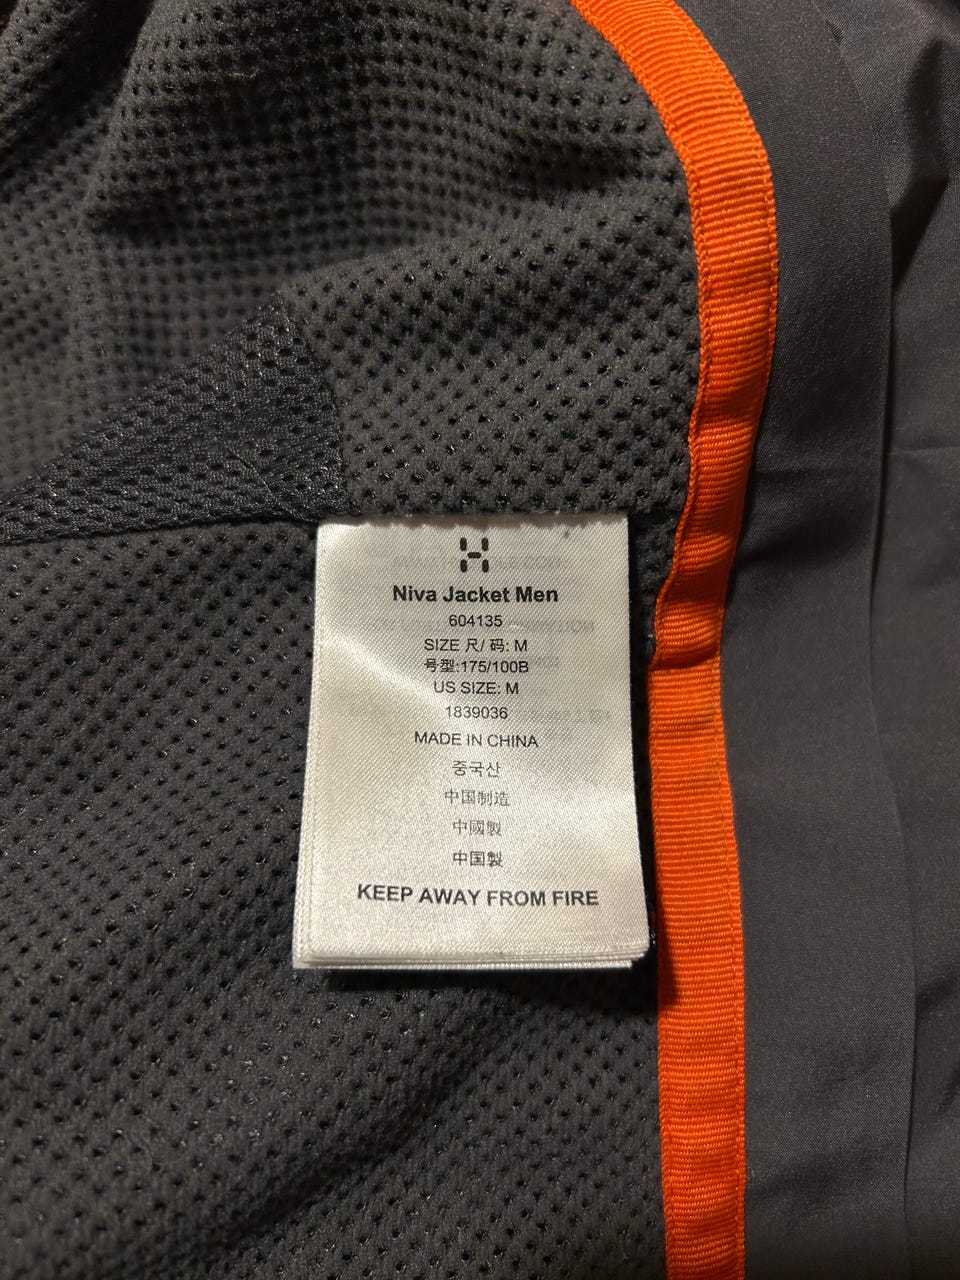 Niva Jacket Men
604135
SIZE 尺/ 码: M
号型:175/100B
US SIZE: M
1839036
MADE IN CHINA
중국산
中国制造
中國製
中国製
KEEP AWAY FROM FIRE